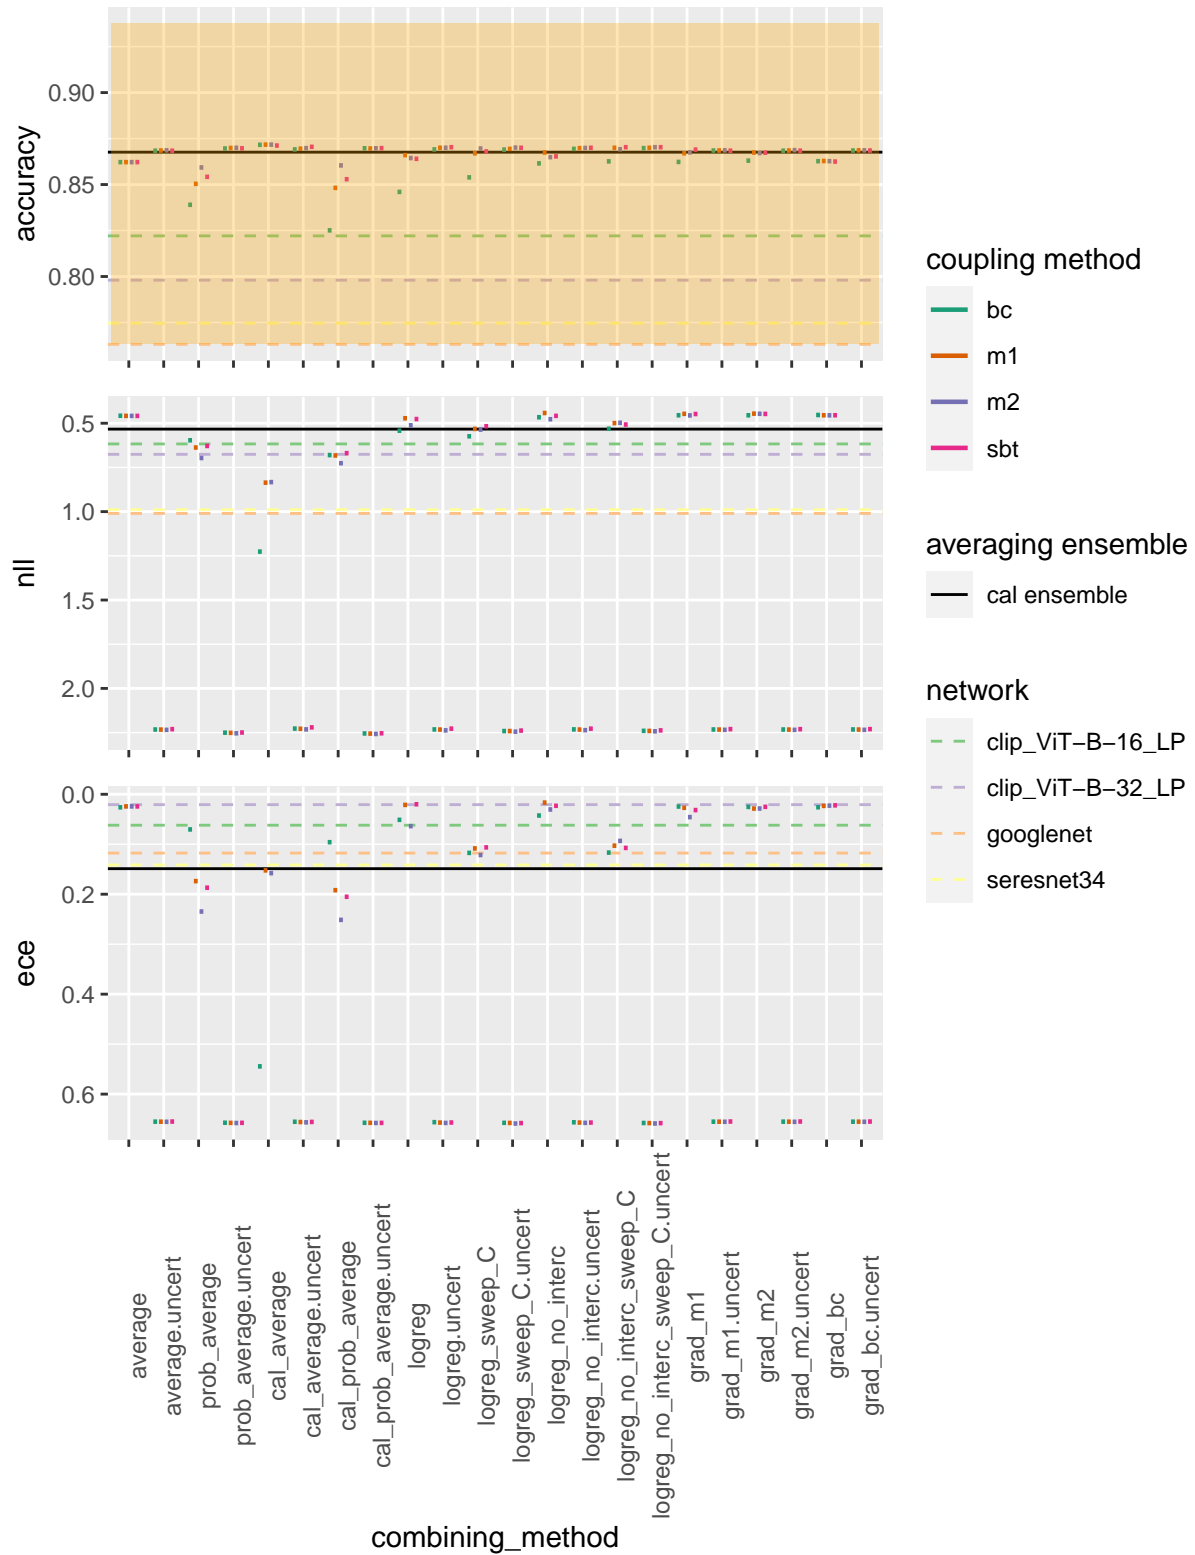 accuracy
0.90
0.85
0.80
nll
0.5
1.0
1.5
2.0
ece
0.0
0.2
0.4
0.6
average
average.uncert
prob_average
prob_average.uncert
cal_average
cal_average.uncert
cal_prob_average
cal_prob_average.uncert
logreg
logreg.uncert
logreg_sweep_C
logreg_sweep_C.uncert
logreg_no_interc
logreg_no_interc.uncert
logreg_no_interc_sweep_C
logreg_no_interc_sweep_C.uncert
grad_m1
grad_m1.uncert
grad_m2
grad_m2.uncert
grad_bc
grad_bc.uncert
combining_method
coupling method
bc
m1
m2
sbt
averaging ensemble
cal ensemble
network
clip_ViT−B−16_LP
clip_ViT−B−32_LP
googlenet
seresnet34